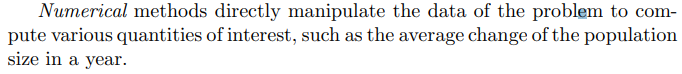 Numerical methods directly manipulate the data of the problem to com-
pute various quantities of interest, such as the average change of the population
size in a year.